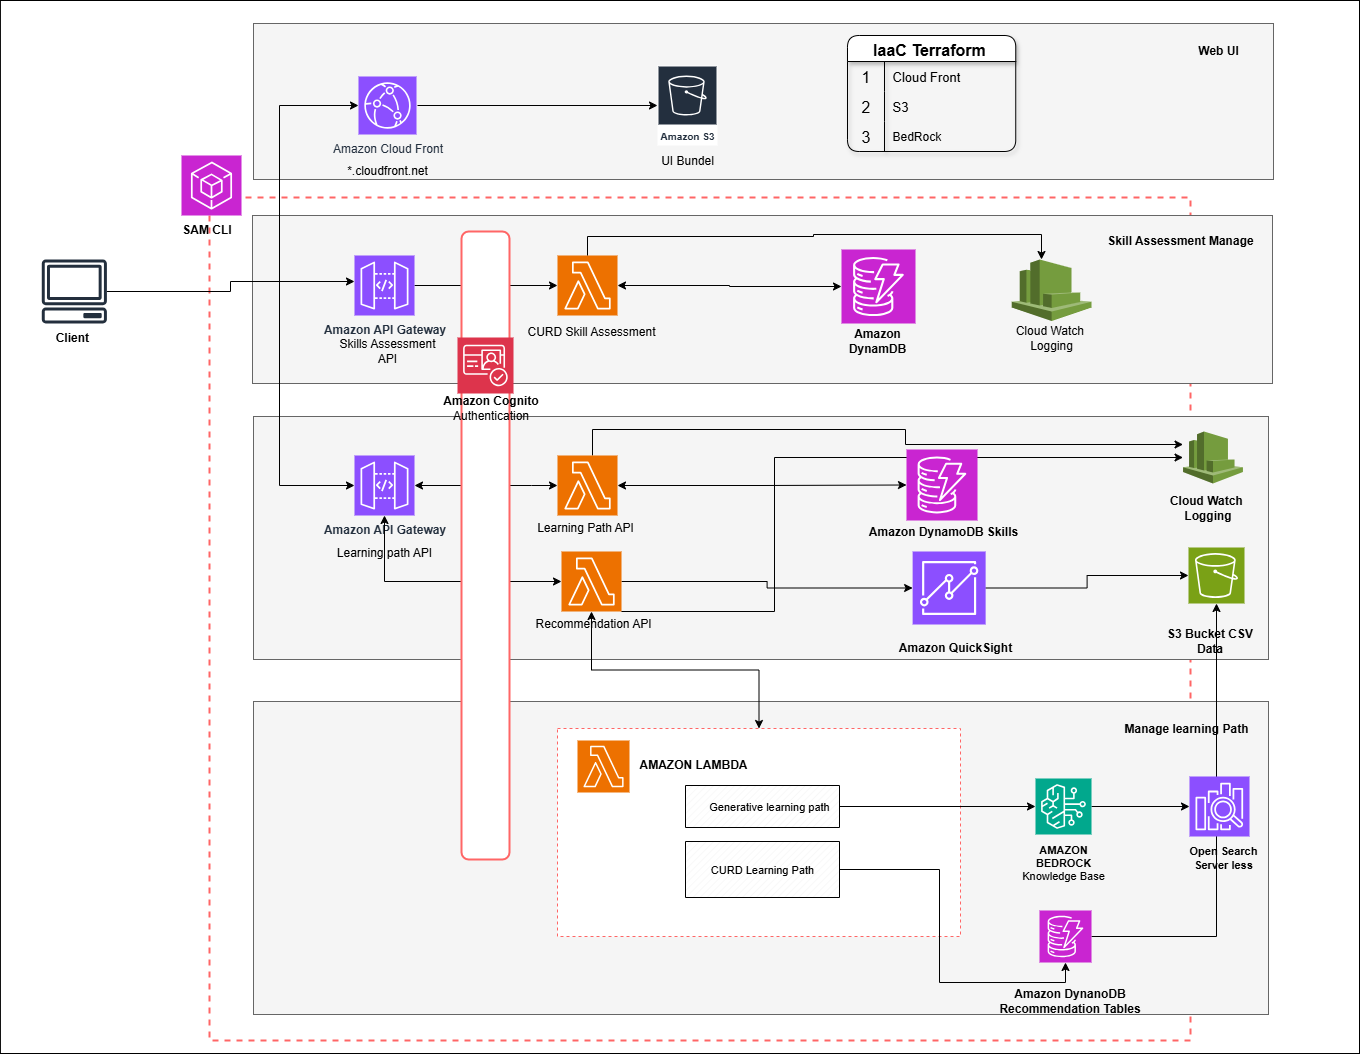 IaaC Terraform
Web UI
1 Cloud Front
2 S3
3 BedRock
Amazon S3
Amazon Cloud Front
UI Bundel
*.cloudfront.net
SAM CLI
Skill Assessment Manage
Client
Amazon API Gateway
Skills Assessment
API
CURD Skill Assessment
Amazon
DynamDB
Cloud Watch
Logging
Amazon Cognito
Authentication
Amazon API Gateway
Learning path API
Learning Path API
Amazon DynamoDB Skills
Cloud Watch
Logging
Recommendation API
Amazon QuickSight
S3 Bucket CSV
Data
Manage learning Path
AMAZON LAMBDA
Generative learning path
CURD Learning Path
AMAZON
BEDROCK
Knowledge Base
Open Search
Server less
Amazon DynanoDB
Recommendation Tables